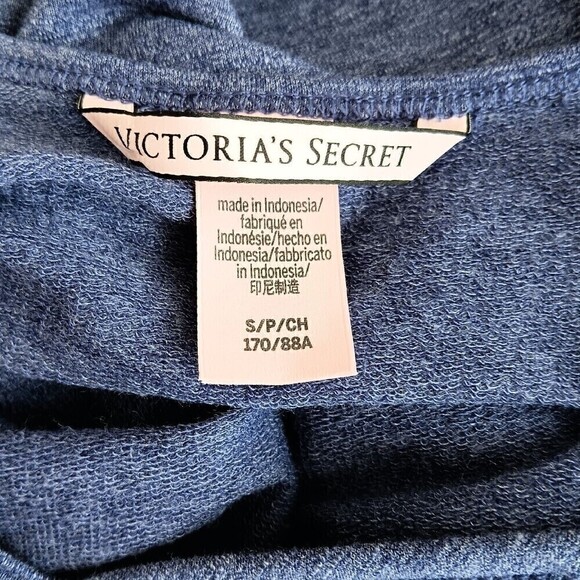 VICTORIA'S SECRET
made in Indonesia/
fabriqué en
Indonésie/hecho en
Indonesia/fabbricato
in Indonesia/
印尼制造
S/P/CH
170/88A